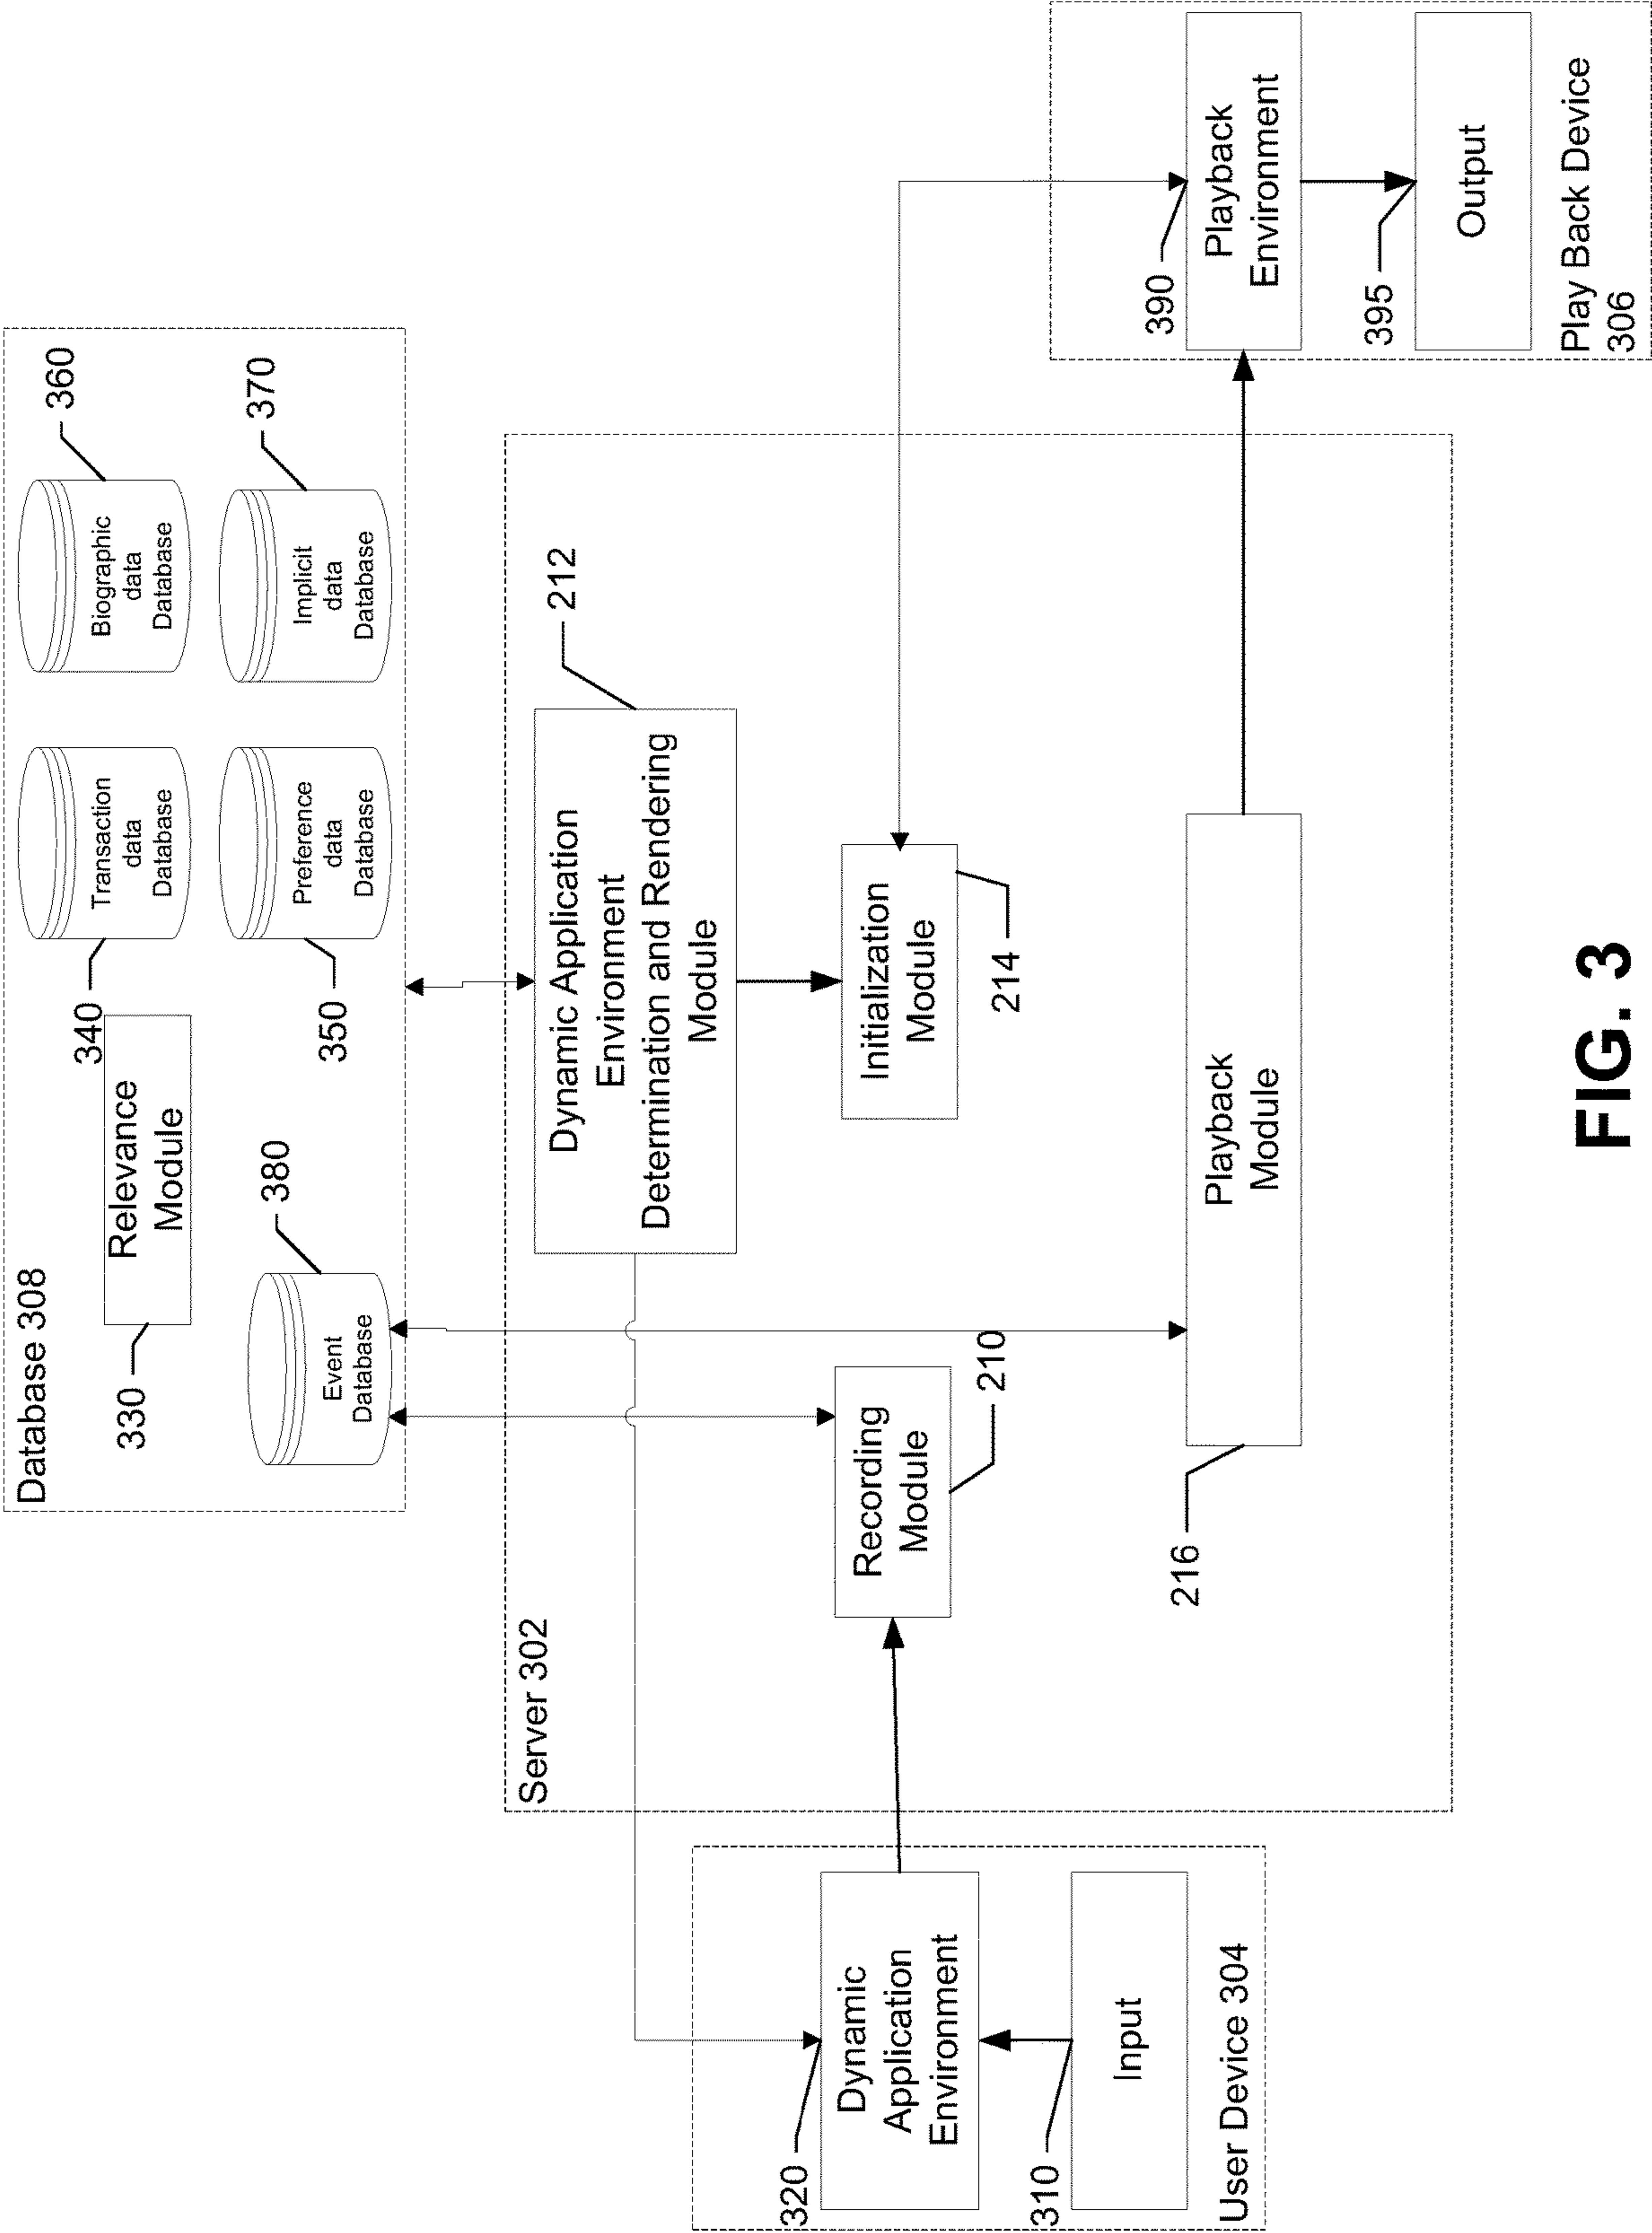 Database 308
330
Relevance
Module
340
Transaction
data
Database
360
Biographic
data
Database
380
Event
Database
350
Preference
data
Database
370
Implicit
data
Database
Server 302
212
Dynamic Application
Environment
Determination and Rendering
Module
Recording
Module
210
Initialization
Module
214
216
Playback
Module
320
Dynamic
Application
Environment
310
Input
User Device 304
390
Playback
Environment
395
Output
Play Back Device
306
FIG. 3